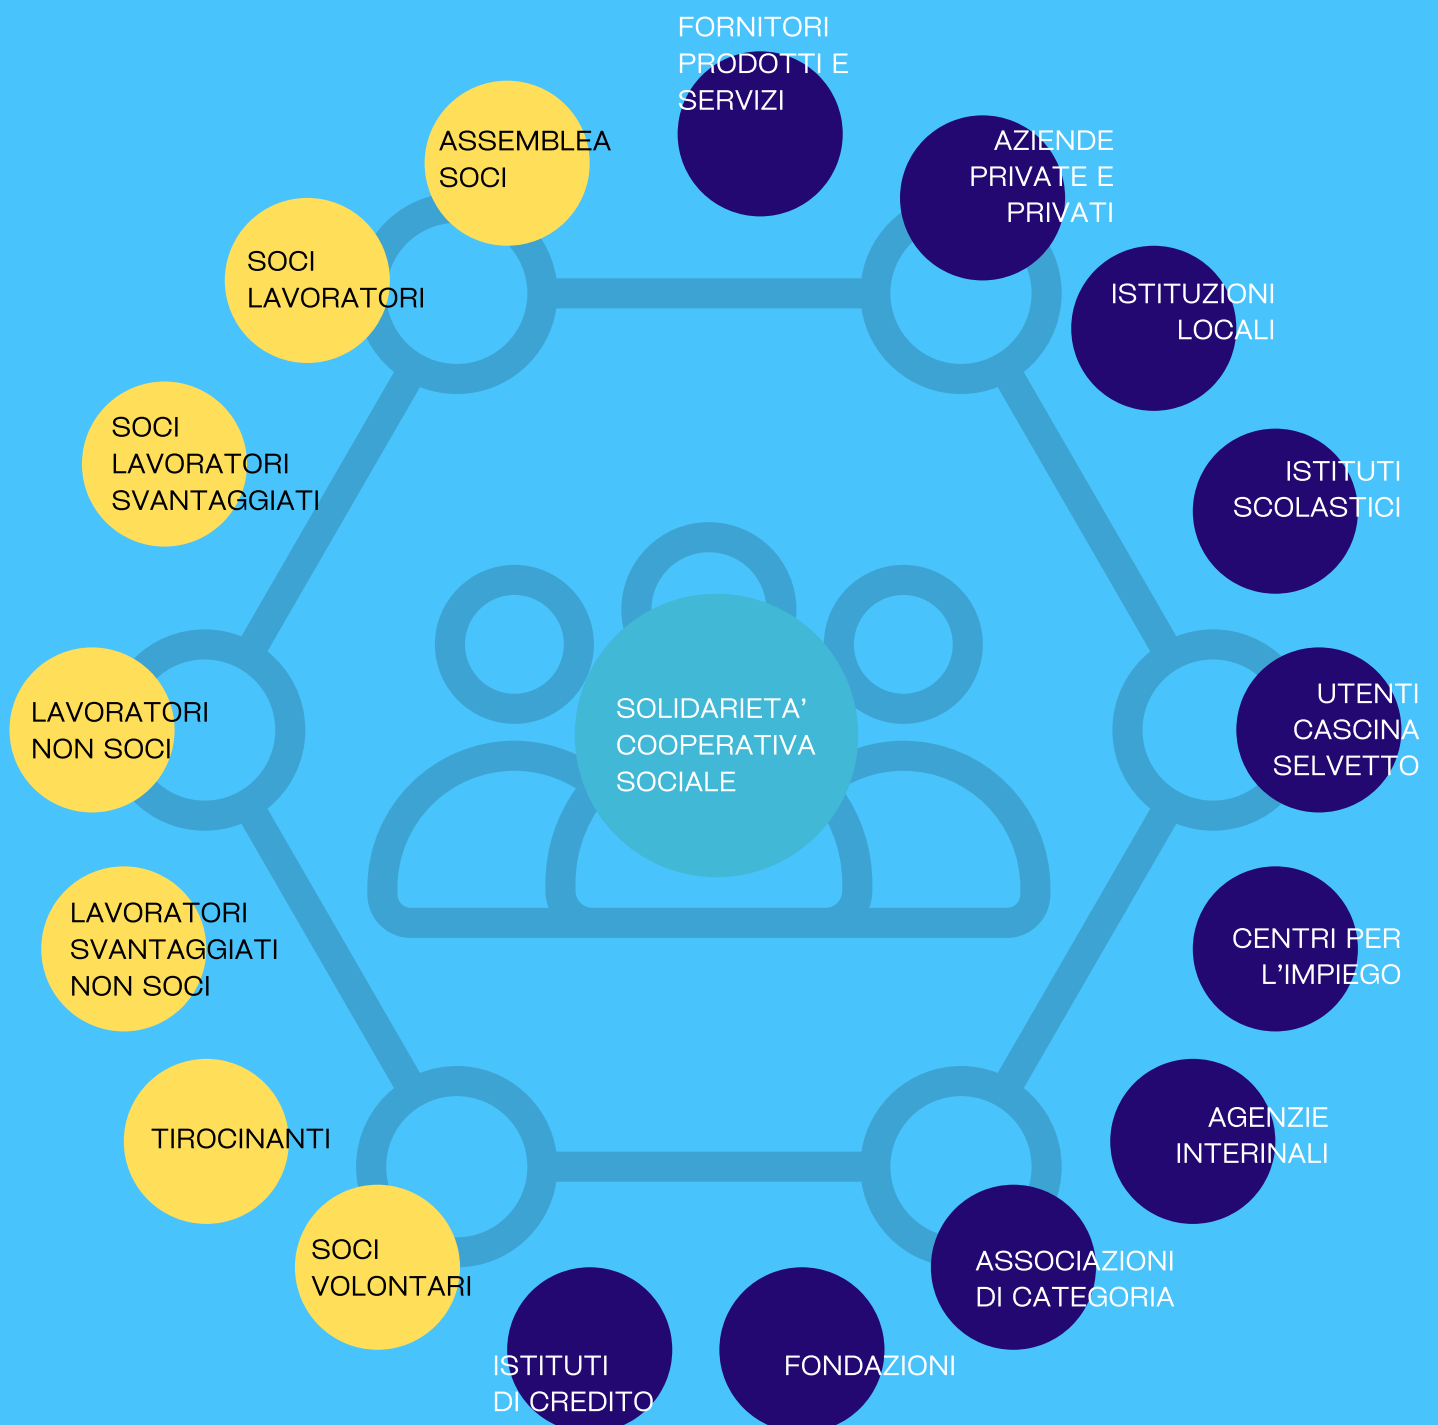 FORNITORI
PRODOTTI E
SERVIZI
ASSEMBLEA
SOCI
AZIENDE
PRIVATE E
PRIVATI
SOCI
LAVORATORI
ISTITUZIONI
LOCALI
SOCI
LAVORATORI
SVANTAGGIATI
ISTITUTI
SCOLASTICI
LAVORATORI
NON SOCI
SOLIDARIETA’
COOPERATIVA
SOCIALE
UTENTI
CASCINA
SELVETTO
LAVORATORI
SVANTAGGIATI
NON SOCI
CENTRI PER
L’IMPIEGO
TIROCINANTI
AGENZIE
INTERINALI
SOCI
VOLONTARI
ASSOCIAZIONI
DI CATEGORIA
ISTITUTI
DI CREDITO
FONDAZIONI